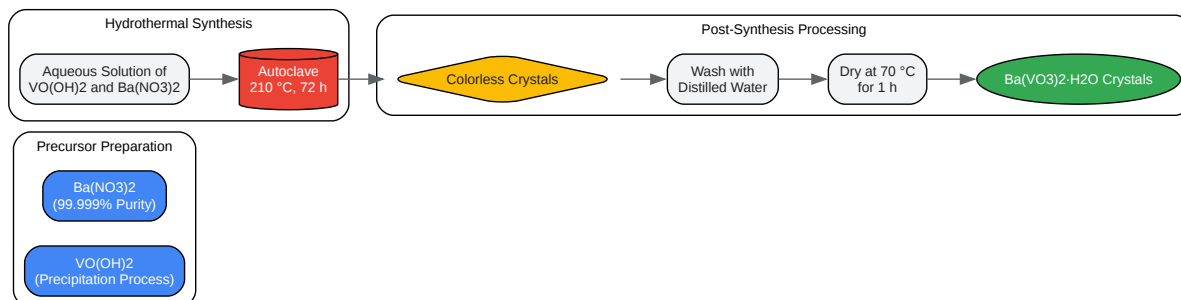 Hydrothermal Synthesis
Aqueous Solution of
VO(OH)2 and Ba(NO3)2
Autoclave
210 °C, 72 h
Post-Synthesis Processing
Colorless Crystals
Wash with
Distilled Water
Dry at 70 °C
for 1 h
Ba(VO3)2·H2O Crystals
Precursor Preparation
Ba(NO3)2
(99.999% Purity)
VO(OH)2
(Precipitation Process)